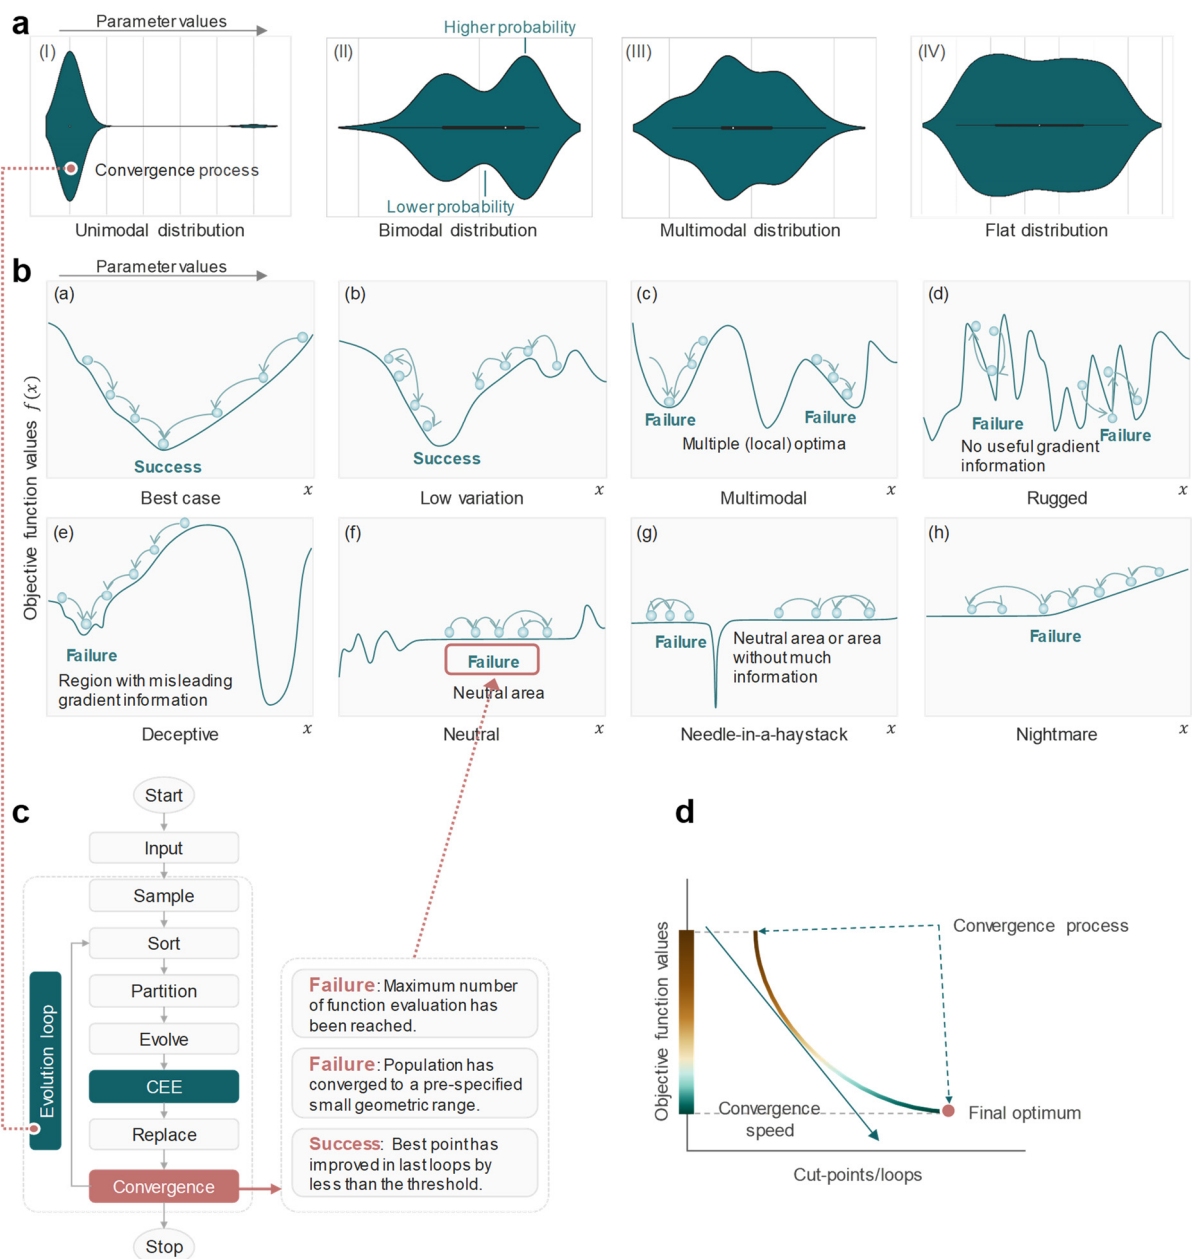 a
Parameter values
(I)
Convergence process
Unimodal distribution
(II)
Higher probability
Lower probability
Bimodal distribution
(III)
Multimodal distribution
(IV)
Flat distribution
b
Parameter values
Objective function values f(x)
(a)
Success
Best case
x
(b)
Success
Low variation
x
(c)
Failure
Failure
Multiple (local) optima
Multimodal
x
(d)
Failure
Failure
No useful gradient
information
Rugged
x
(e)
Failure
Region with misleading
gradient information
Deceptive
x
(f)
Failure
Neutral area
Neutral
x
(g)
Failure
Neutral area or area
without much
information
Needle-in-a-haystack
x
(h)
Failure
Nightmare
x
c
Start
Input
Sample
Sort
Partition
Evolve
CEE
Replace
Convergence
Stop
Evolution loop
Failure: Maximum number
of function evaluation has
been reached.
Failure: Population has
converged to a pre-specified
small geometric range.
Success: Best point has
improved in last loops by
less than the threshold.
d
Objective function values
Convergence process
Convergence
speed
Final optimum
Cut-points/loops